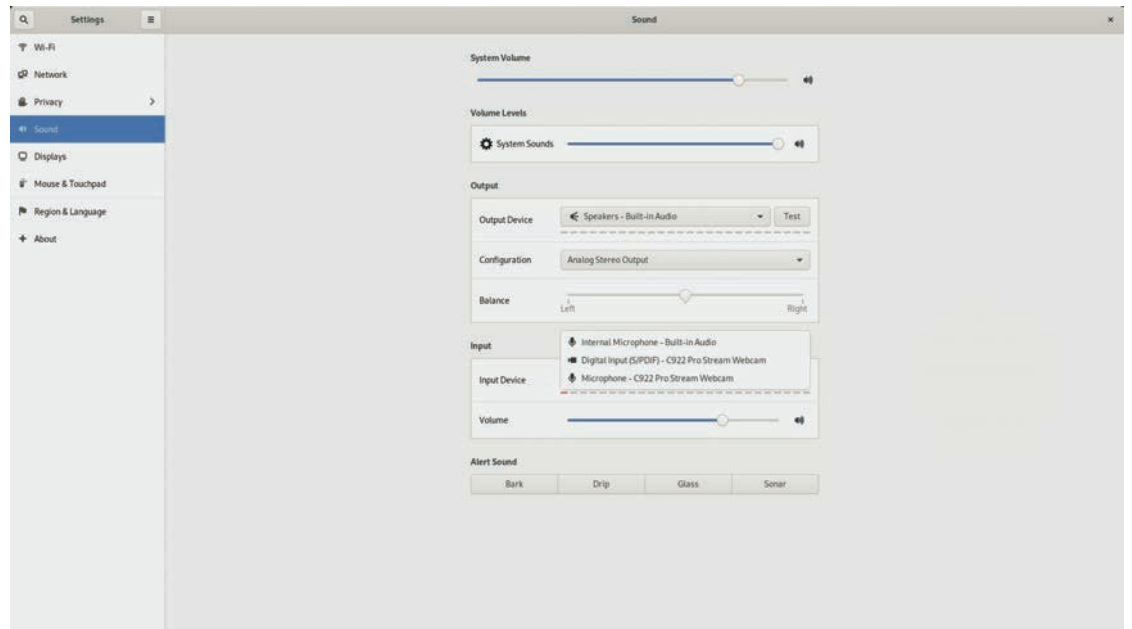 Settings
Sound
Wi-Fi
Network
Privacy
Sound
Displays
Mouse & Touchpad
Region & Language
About
System Volume
Volume Levels
System Sounds
Output
Output Device
Speakers - Built-in Audio
Test
Configuration
Analog Stereo Output
Balance
Left
Right
Input
Internal Microphone - Built-in Audio
Digital Input (S/PDIF) - C922 Pro Stream Webcam
Input Device
Microphone - C922 Pro Stream Webcam
Volume
Alert Sound
Bark Drip Glass Sonar